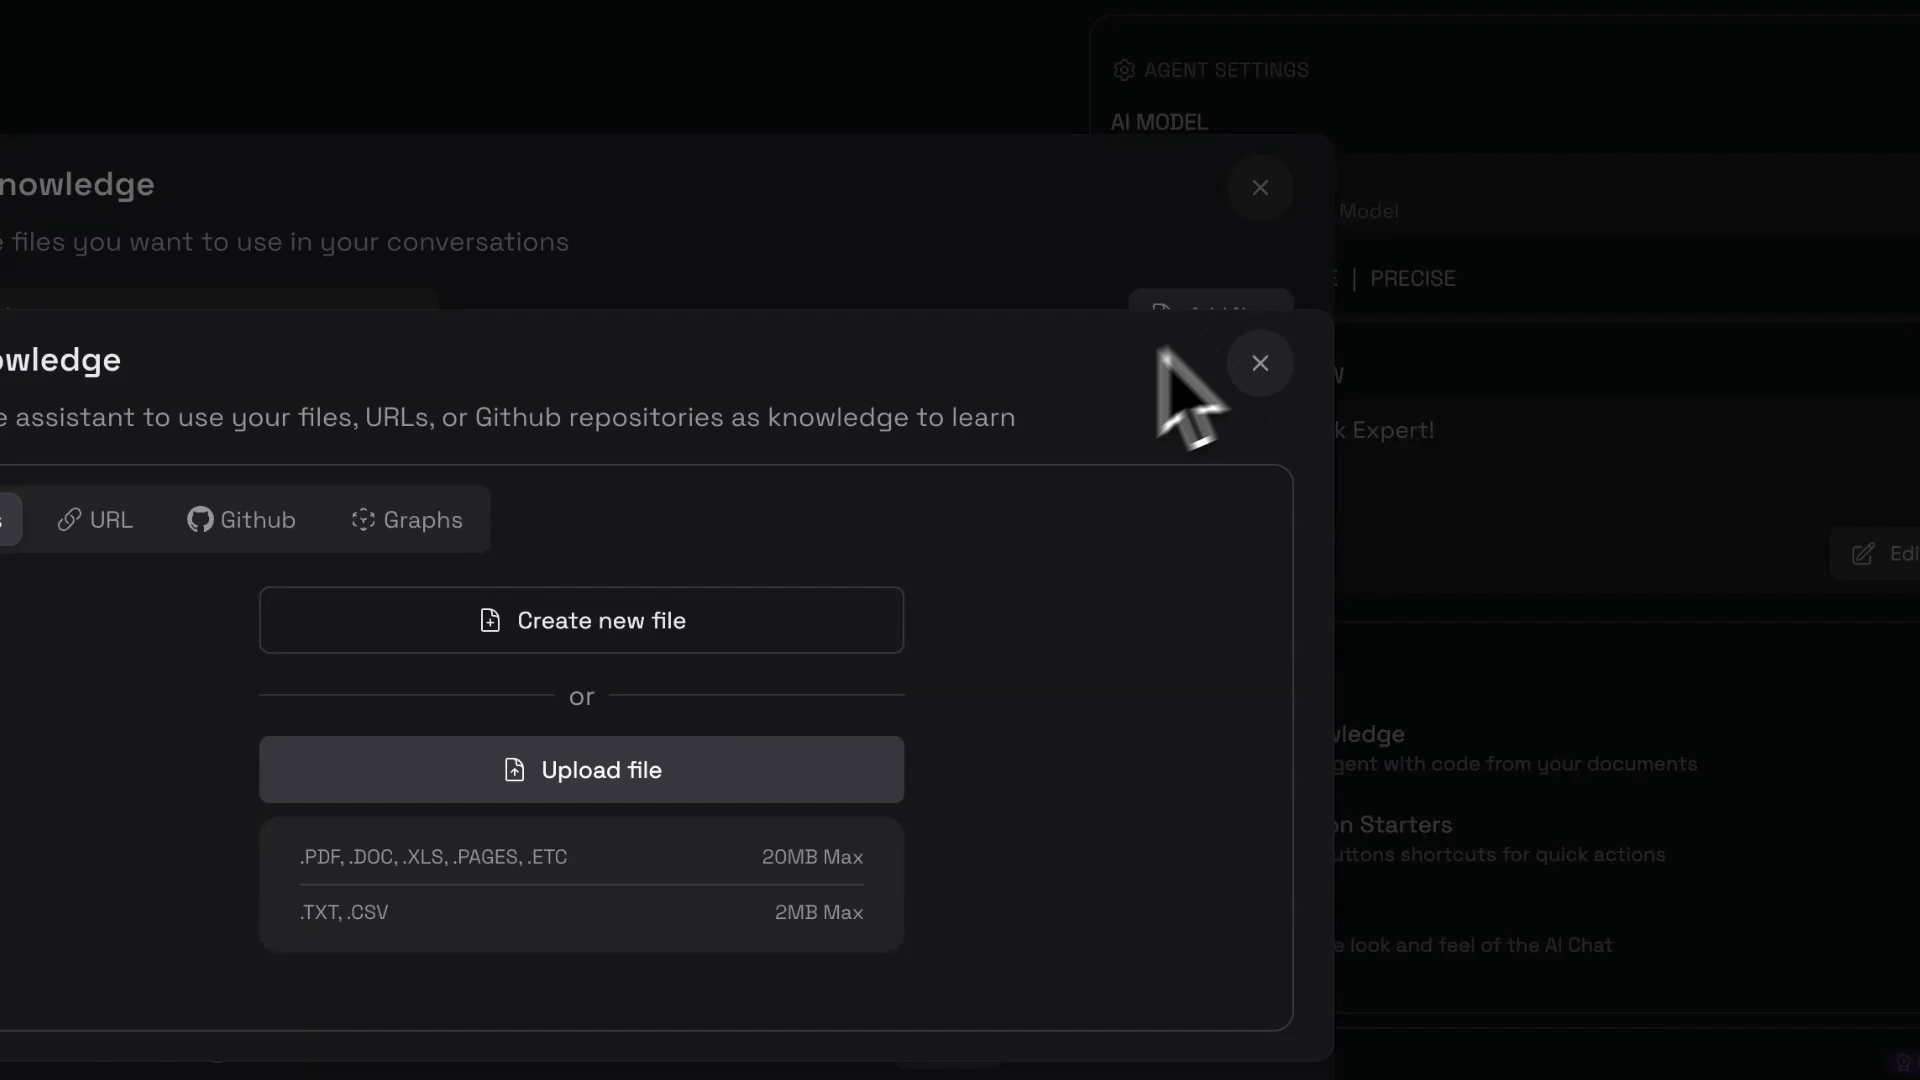 AGENT SETTINGS
AI MODEL
nowledge
Model
e files you want to use in your conversations
| PRECISE
owledge
e assistant to use your files, URLs, or Github repositories as knowledge to learn
k Expert!
URL
Github
Graphs
Edi
Create new file
or
Upload file
wledge
gent with code from your documents
on Starters
uttons shortcuts for quick actions
.PDF, .DOC, .XLS, .PAGES, .ETC
20MB Max
.TXT, .CSV
2MB Max
e look and feel of the AI Chat